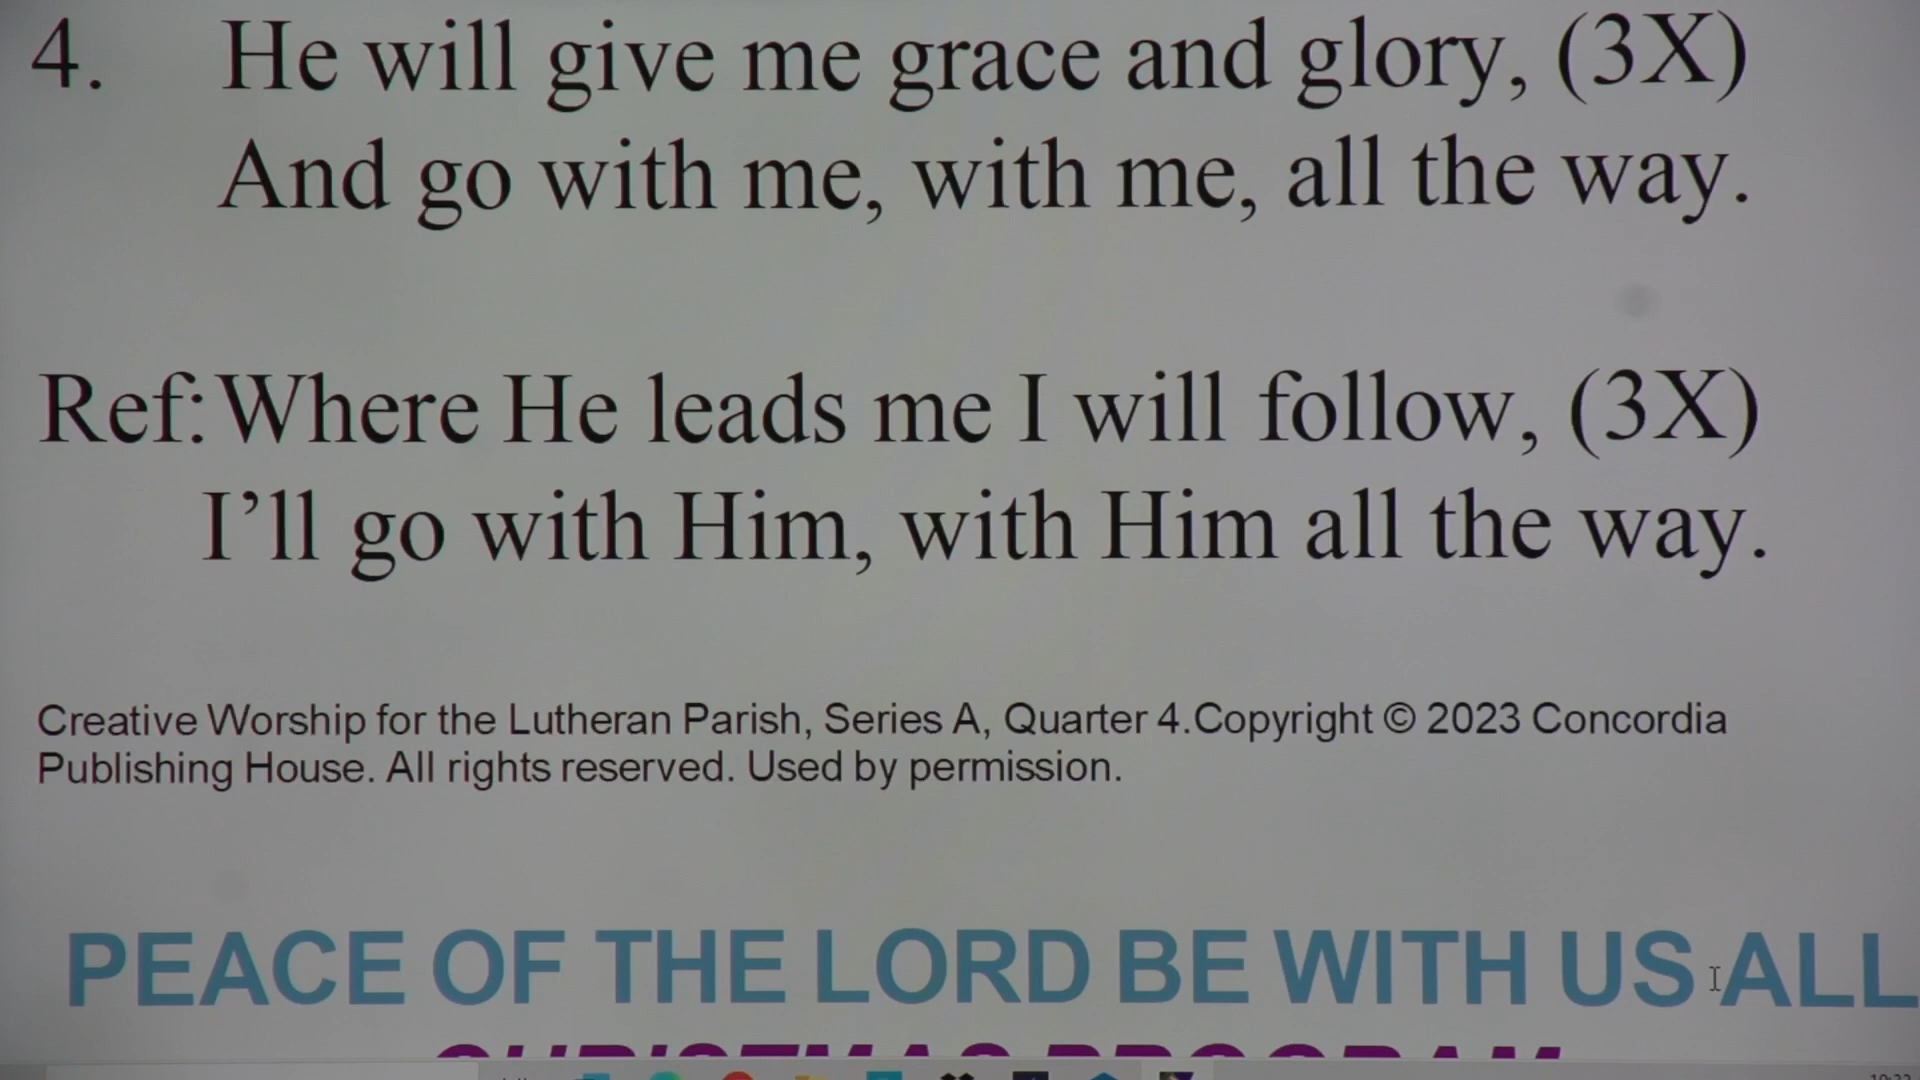 4. He will give me grace and glory, (3X)
And go with me, with me, all the way.
Ref: Where He leads me I will follow, (3X)
I’ll go with Him, with Him all the way.
Creative Worship for the Lutheran Parish, Series A, Quarter 4.Copyright © 2023 Concordia
Publishing House. All rights reserved. Used by permission.
PEACE OF THE LORD BE WITH US ALL
CHRISTMAS PROGRAM